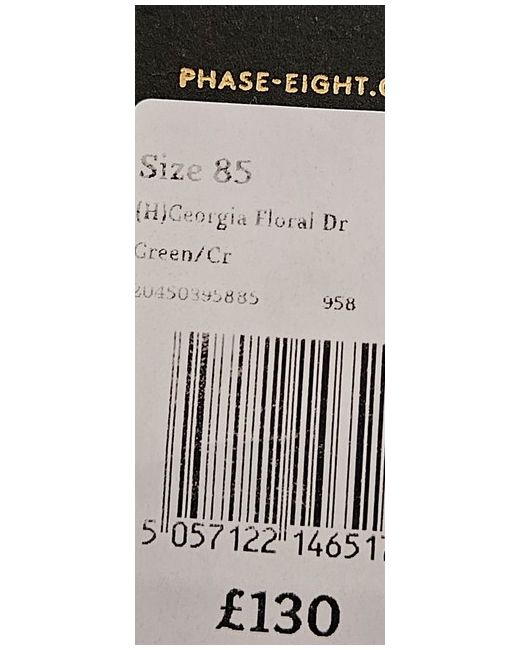 PHASE-EIGHT.
Size 85
(H)Georgia Floral Dr
Green/Cr
20450395885 958
5 057122 14651
£130